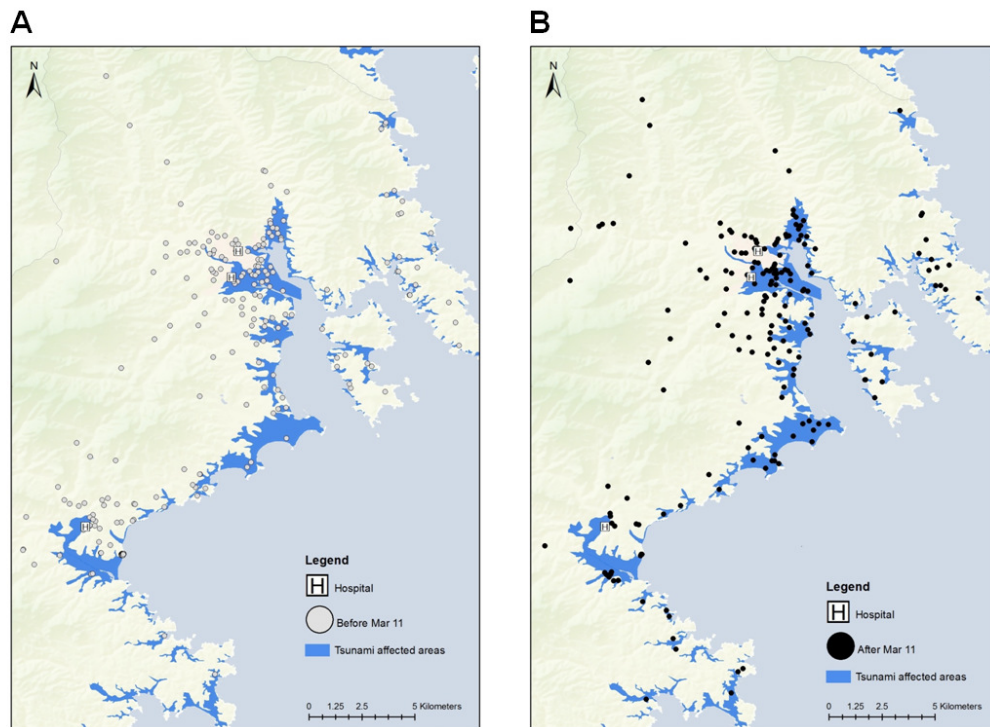 A
B
N
N
H
H
H
H
Legend
H Hospital
Before Mar 11
Tsunami affected areas
0 1.25 2.5 5 Kilometers
Legend
H Hospital
After Mar 11
Tsunami affected areas
0 1.25 2.5 5 Kilometers